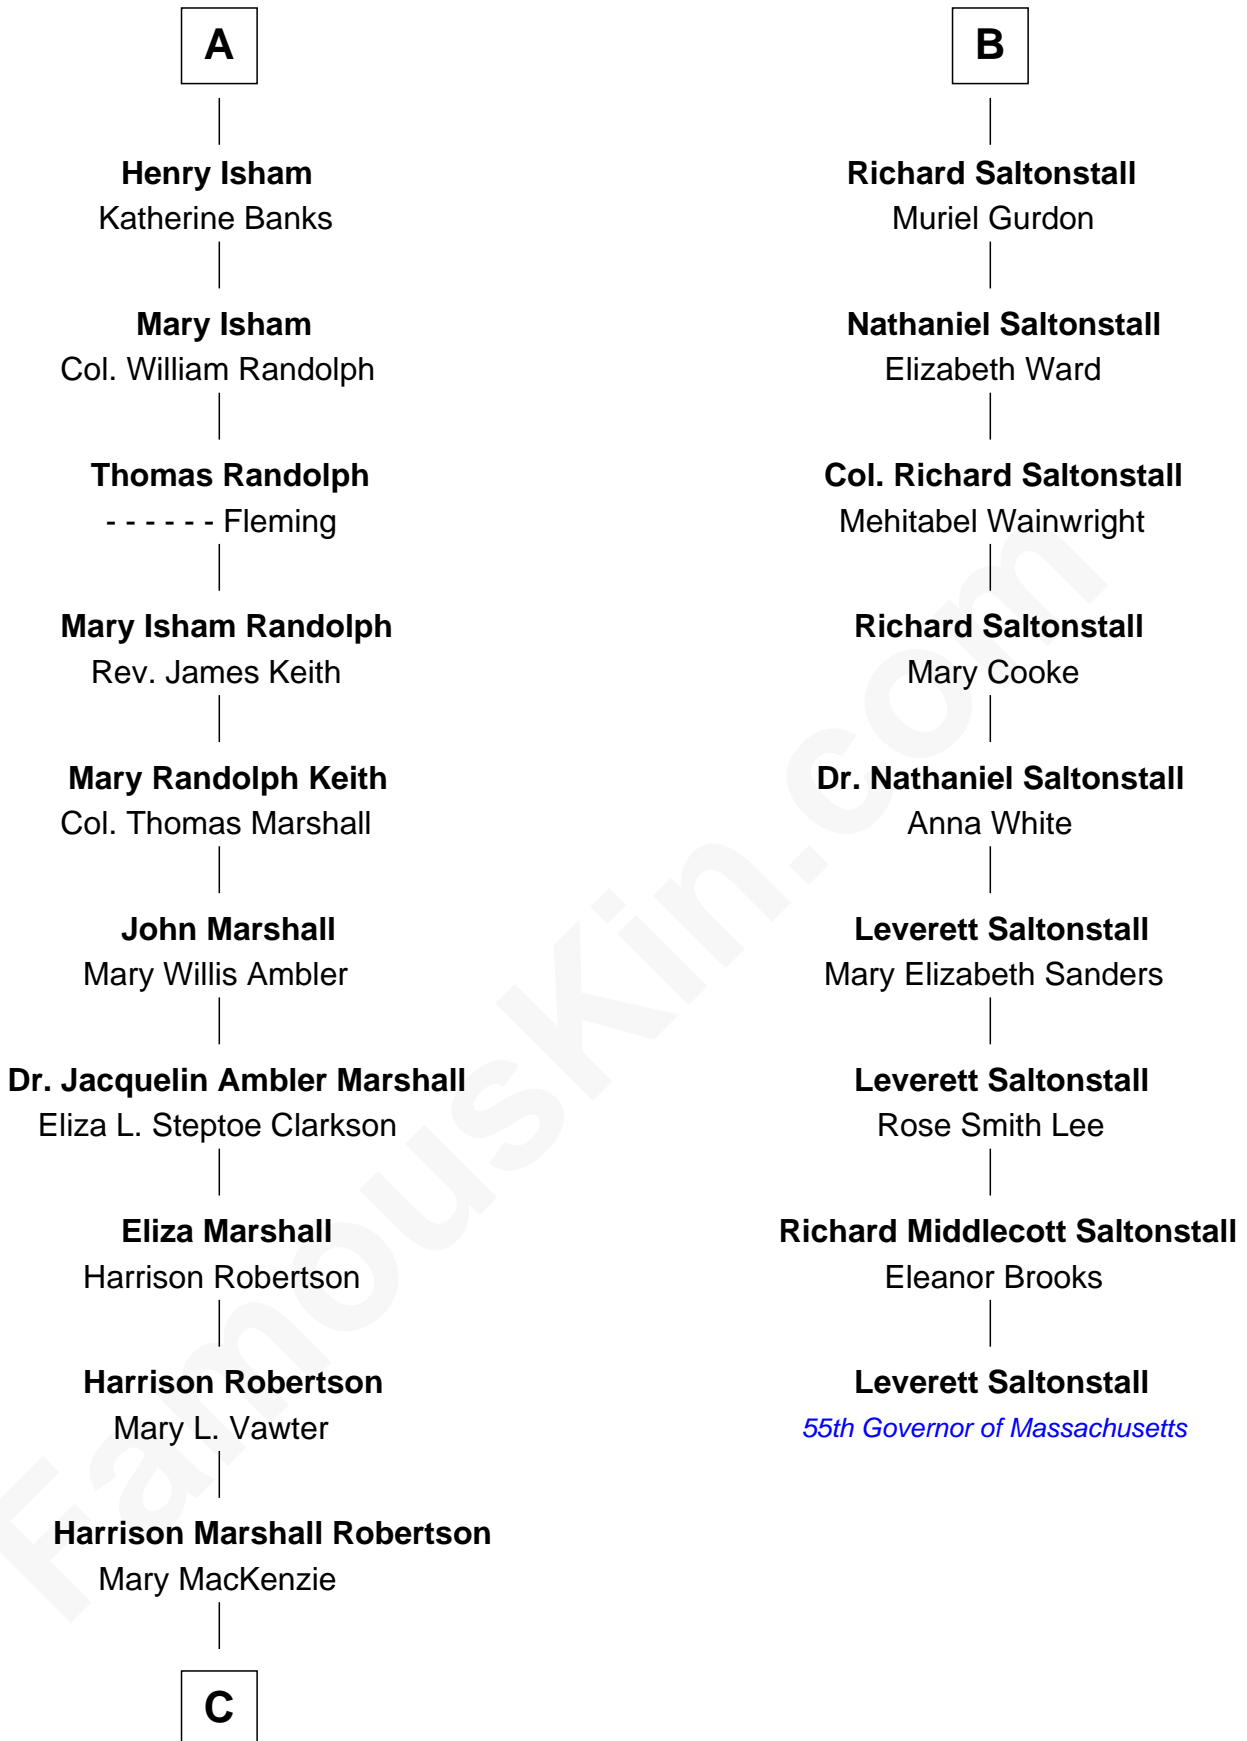 A
Henry Isham
Katherine Banks
Mary Isham
Col. William Randolph
Thomas Randolph
- - - - - - Fleming
Mary Isham Randolph
Rev. James Keith
Mary Randolph Keith
Col. Thomas Marshall
John Marshall
Mary Willis Ambler
Dr. Jacquelin Ambler Marshall
Eliza L. Steptoe Clarkson
Eliza Marshall
Harrison Robertson
Harrison Robertson
Mary L. Vawter
Harrison Marshall Robertson
Mary MacKenzie
C
B
Richard Saltonstall
Muriel Gurdon
Nathaniel Saltonstall
Elizabeth Ward
Col. Richard Saltonstall
Mehitabel Wainwright
Richard Saltonstall
Mary Cooke
Dr. Nathaniel Saltonstall
Anna White
Leverett Saltonstall
Mary Elizabeth Sanders
Leverett Saltonstall
Rose Smith Lee
Richard Middlecott Saltonstall
Eleanor Brooks
Leverett Saltonstall
55th Governor of Massachusetts
FamousKin.com